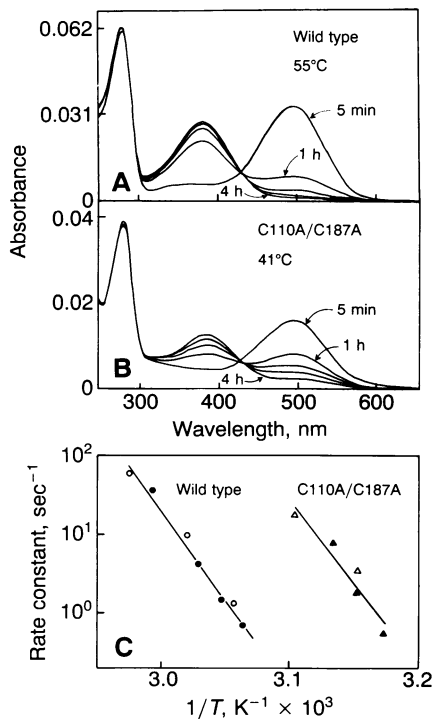 0.062
Wild type
55°C
0.031
5 min
1 h
4 h
0
A
Absorbance
0.04
C110A/C187A
41°C
0.02
5 min
1 h
4 h
0
B
300 400 500 600
Wavelength, nm
10²
Wild type C110A/C187A
10¹
10⁰
C
Rate constant, sec⁻¹
3.0 3.1 3.2
1/T, K⁻¹ × 10³